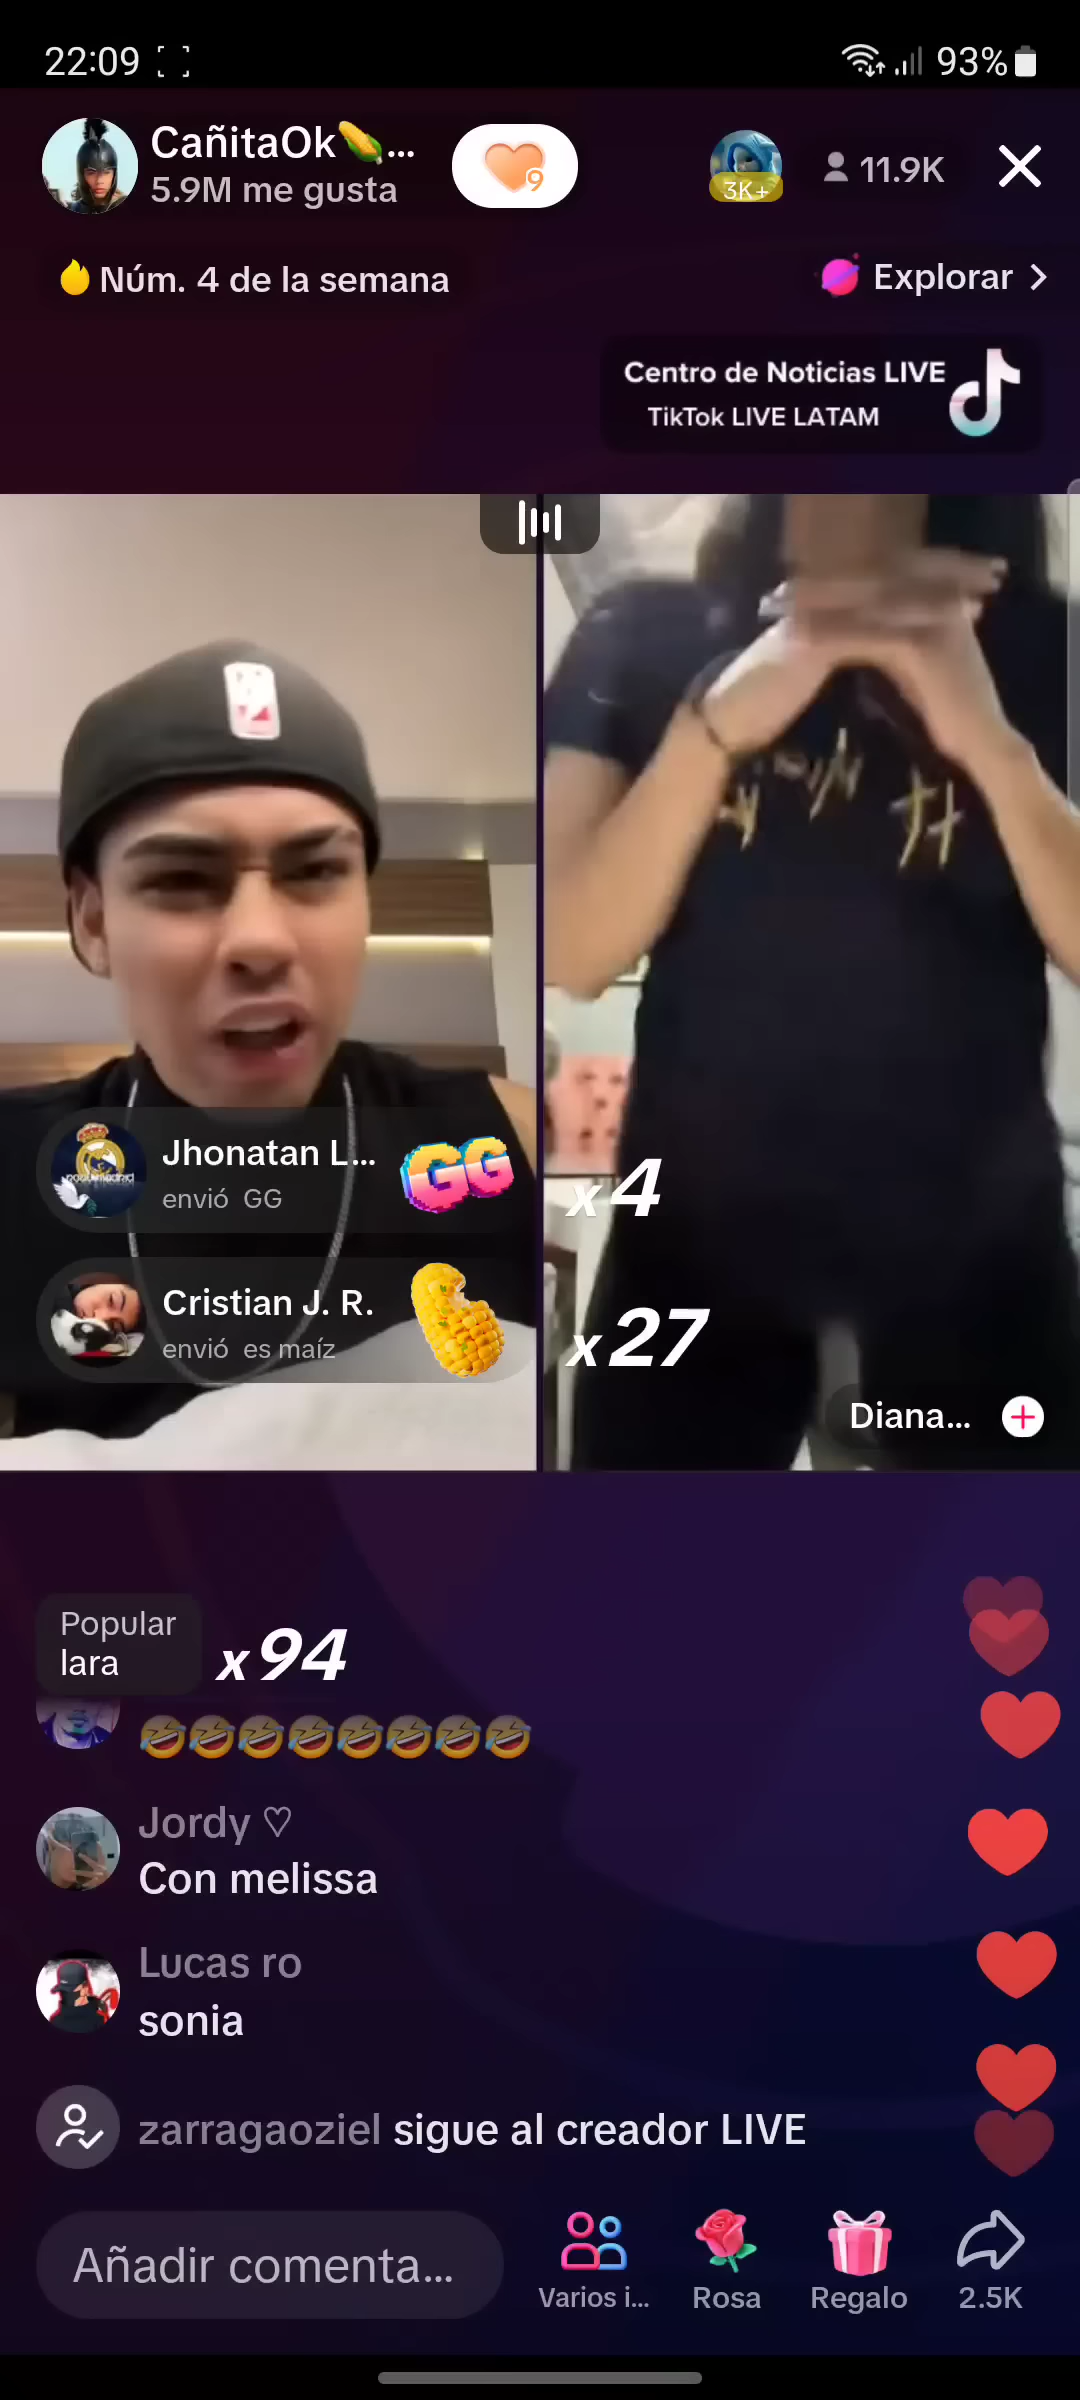 22:09
93%
CañitaOk🌽...
5.9M me gusta
9
3K+
11.9K
Núm. 4 de la semana
Explorar >
Centro de Noticias LIVE
TikTok LIVE LATAM
Jhonatan L...
envió GG
GG
x4
Cristian J. R.
envió es maíz
x27
Diana...
Popular
lara
x94
🤣🤣🤣🤣🤣🤣🤣🤣
Jordy ♡
Con melissa
Lucas ro
sonia
zarragaoziel sigue al creador LIVE
Añadir comenta...
Varios i...
Rosa
Regalo
2.5K